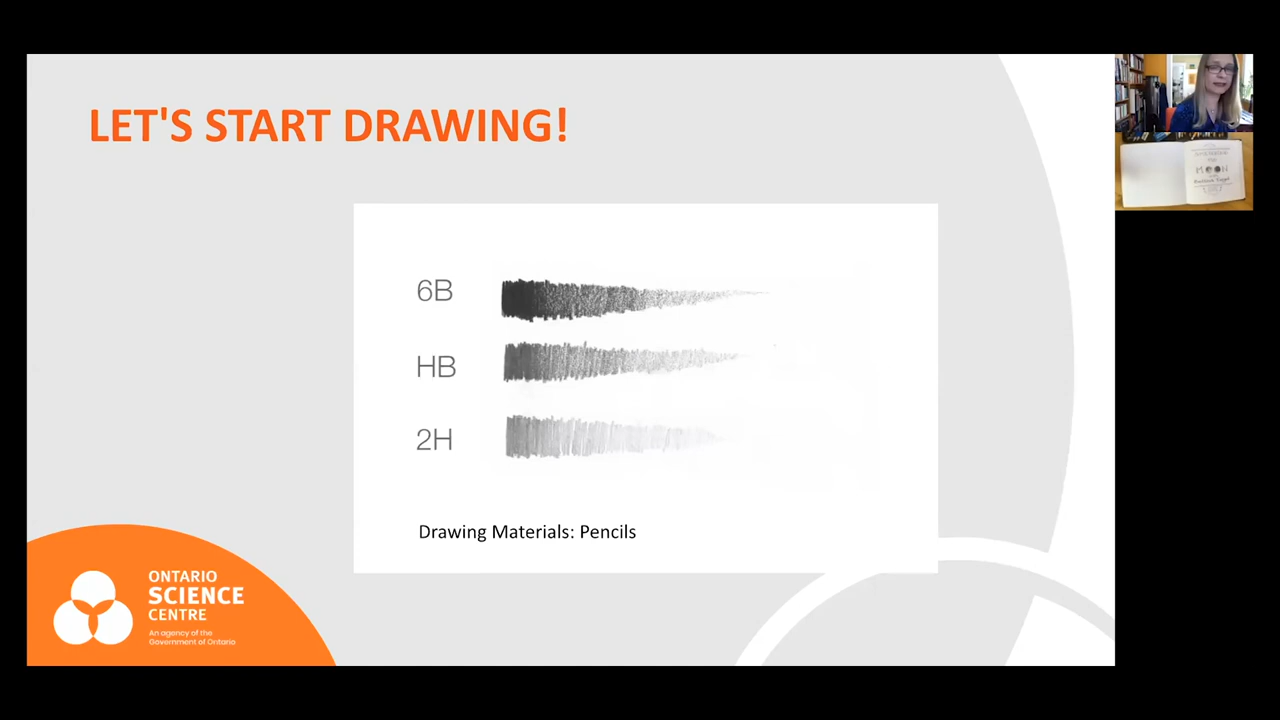 LET'S START DRAWING!
6B
HB
2H
Drawing Materials: Pencils
ONTARIO
SCIENCE
CENTRE
An agency of the
Government of Ontario
MOON